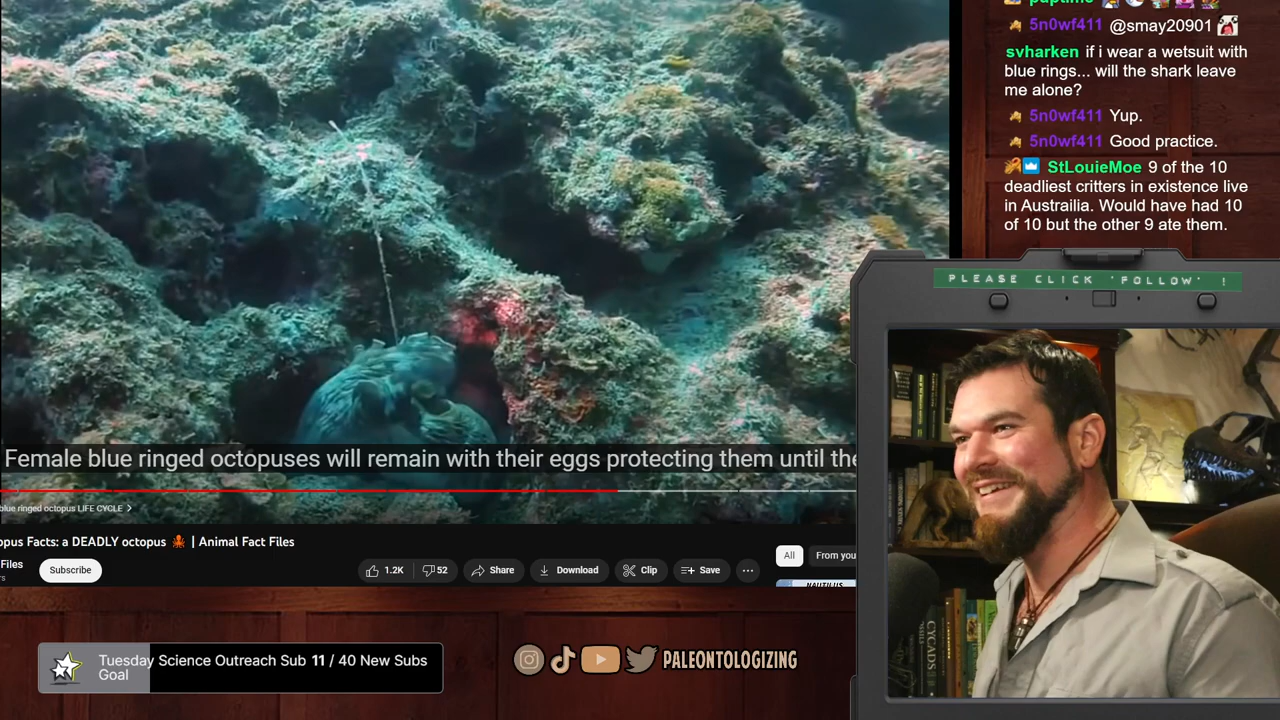 5n0wf411 @smay20901
svharken if i wear a wetsuit with
blue rings... will the shark leave
me alone?
5n0wf411 Yup.
5n0wf411 Good practice.
StLouieMoe 9 of the 10
deadliest critters in existence live
in Austrailia. Would have had 10
of 10 but the other 9 ate them.
PLEASE CLICK 'FOLLOW' !
Female blue ringed octopuses will remain with their eggs protecting them until the
blue ringed octopus LIFE CYCLE
opus Facts: a DEADLY octopus 🐙 | Animal Fact Files
Files
Subscribe
1.2K
52
Share
Download
Clip
Save
All
From you
NAUTILUS
CYCADS
Tuesday Science Outreach Sub 11 / 40 New Subs
Goal
PALEONTOLOGIZING